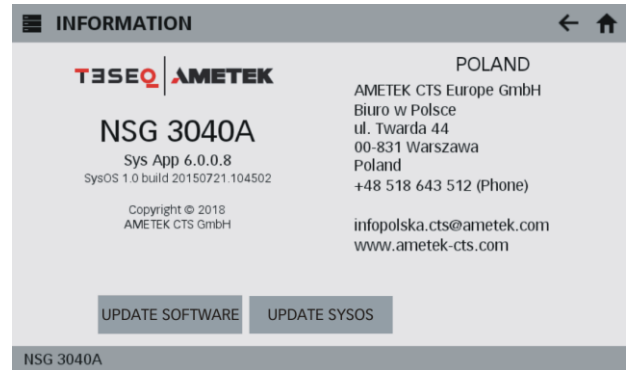 INFORMATION
TESEQ AMETEK
NSG 3040A
Sys App 6.0.0.8
SysOS 1.0 build 20150721.104502
Copyright © 2018
AMETEK CTS GmbH
POLAND
AMETEK CTS Europe GmbH
Biuro w Polsce
ul. Twarda 44
00-831 Warszawa
Poland
+48 518 643 512 (Phone)
infopolska.cts@ametek.com
www.ametek-cts.com
UPDATE SOFTWARE UPDATE SYSOS
NSG 3040A